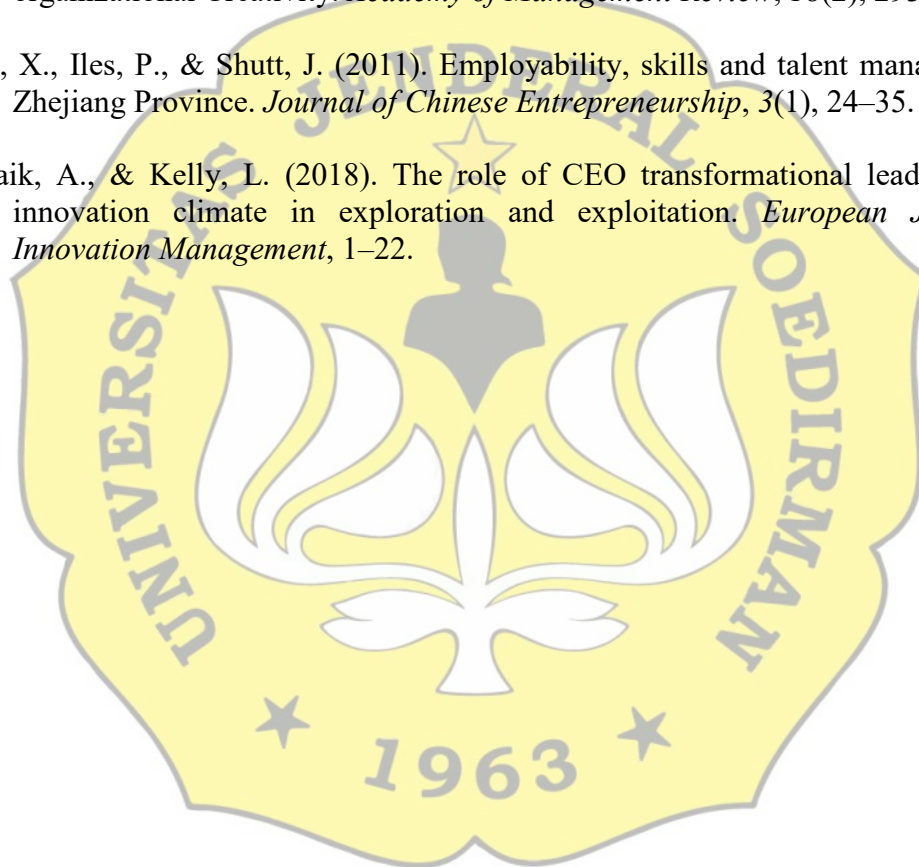 organizational Creativity. Academy of Management Review, 18(2), 293
, X., Iles, P., & Shutt, J. (2011). Employability, skills and talent mana
Zhejiang Province. Journal of Chinese Entrepreneurship, 3(1), 24–35.
aik, A., & Kelly, L. (2018). The role of CEO transformational lead
innovation climate in exploration and exploitation. European J
Innovation Management, 1–22.
UNIVERSITAS JENDERAL SOEDIRMAN
1963